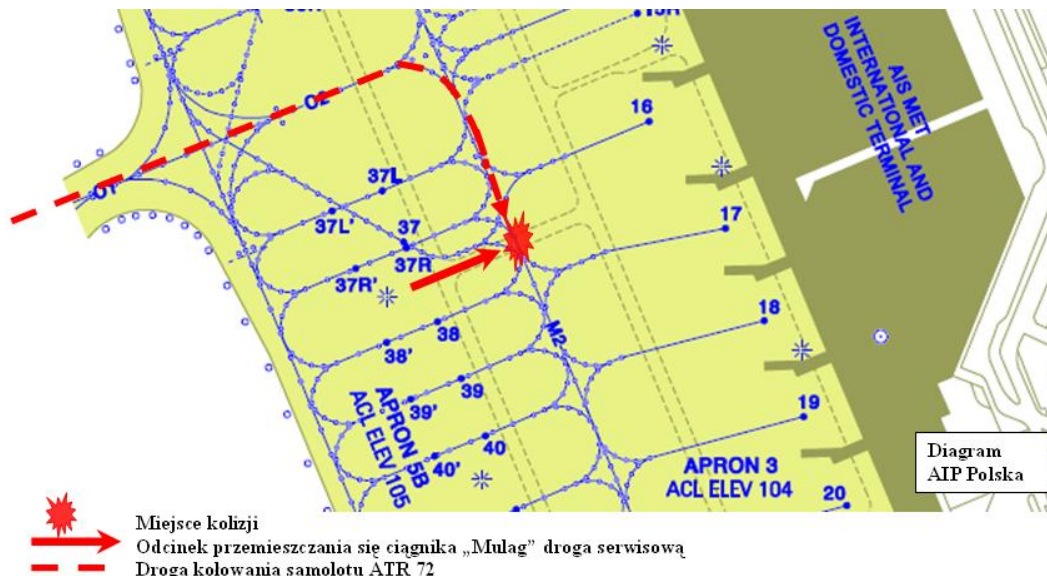 O2
16
AIS MET
INTERNATIONAL AND
DOMESTIC TERMINAL
O1
37L
37L'
37
37R
37R'
17
18
38
38'
M2
39
39'
19
40
40'
APRON 5B
ACL ELEV 105
APRON 3
ACL ELEV 104
20
Diagram
AIP Polska
Miejsce kolizji
Odcinek przemieszczania się ciągnika „Mulag” droga serwisową
Droga kołowania samolotu ATR 72